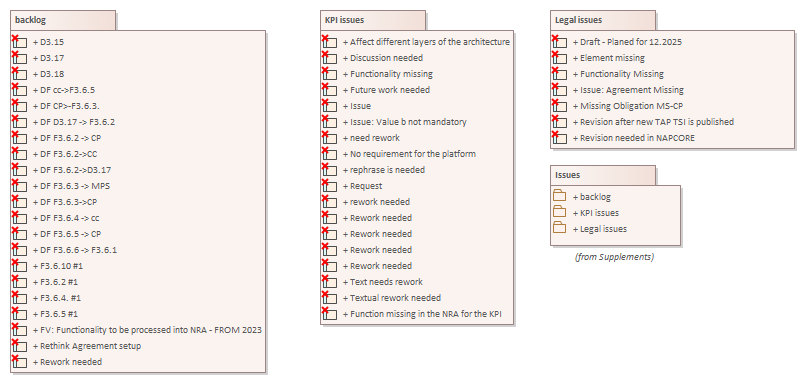 backlog
+ D3.15
+ D3.17
+ D3.18
+ DF cc->F3.6.5
+ DF CP>-F3.6.3.
+ DF D3.17 -> F3.6.2
+ DF F3.6.2 -> CP
+ DF F3.6.2->CC
+ DF F3.6.2->D3.17
+ DF F3.6.3 -> MPS
+ DF F3.6.3->CP
+ DF F3.6.4 -> cc
+ DF F3.6.5 -> CP
+ DF F3.6.6 -> F3.6.1
+ F3.6.10 #1
+ F3.6.2 #1
+ F3.6.4. #1
+ F3.6.5 #1
+ FV: Functionality to be processed into NRA - FROM 2023
+ Rethink Agreement setup
+ Rework needed
KPI issues
+ Affect different layers of the architecture
+ Discussion needed
+ Functionality missing
+ Future work needed
+ Issue
+ Issue: Value b not mandatory
+ need rework
+ No requirement for the platform
+ rephrase is needed
+ Request
+ rework needed
+ Rework needed
+ Rework needed
+ Rework needed
+ Rework needed
+ Text needs rework
+ Textual rework needed
+ Function missing in the NRA for the KPI
Legal issues
+ Draft - Planed for 12.2025
+ Element missing
+ Functionality Missing
+ Issue: Agreement Missing
+ Missing Obligation MS-CP
+ Revision after new TAP TSI is published
+ Revision needed in NAPCORE
Issues
+ backlog
+ KPI issues
+ Legal issues
(from Supplements)